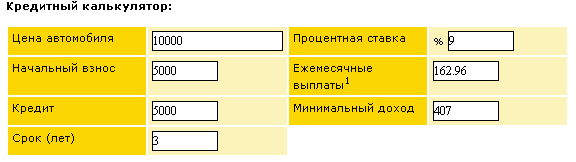 Кредитный калькулятор:
Цена автомобиля 10000 Процентная ставка % 9
Начальный взнос 5000 Ежемесячные выплаты1 162.96
Кредит 5000 Минимальный доход 407
Срок (лет) 3